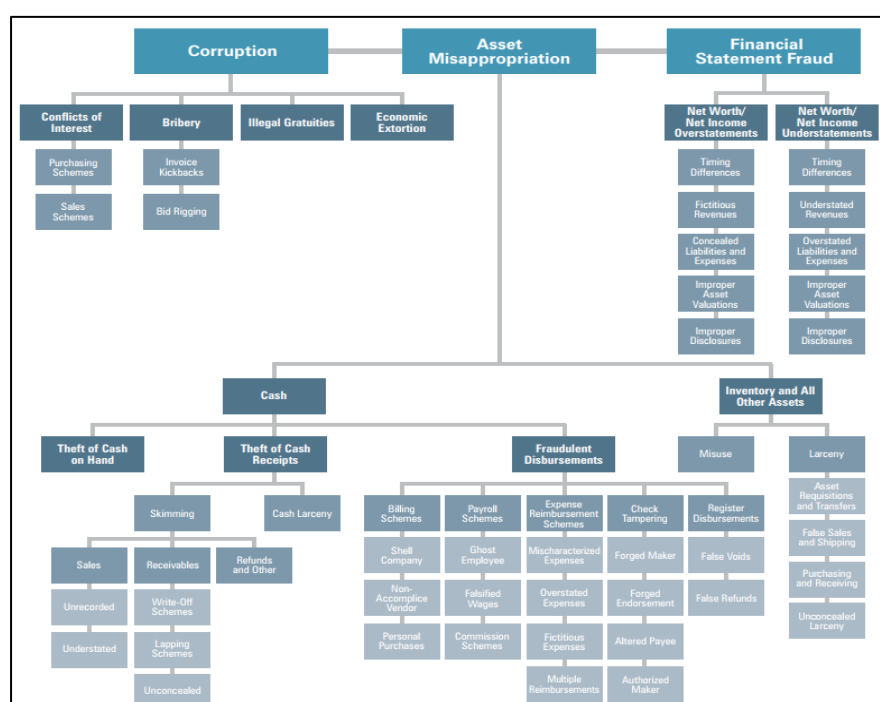 Corruption
Asset
Misappropriation
Financial
Statement Fraud
Conflicts of
Interest
Bribery
Illegal Gratuities
Economic
Extortion
Net Worth/
Net Income
Overstatements
Net Worth/
Net Income
Understatements
Purchasing
Schemes
Invoice
Kickbacks
Timing
Differences
Timing
Differences
Sales
Schemes
Bid Rigging
Fictitious
Revenues
Understated
Revenues
Concealed
Liabilities and
Expenses
Overstated
Liabilities and
Expenses
Improper
Asset
Valuations
Improper
Asset
Valuations
Improper
Disclosures
Improper
Disclosures
Cash
Inventory and All
Other Assets
Theft of Cash
on Hand
Theft of Cash
Receipts
Fraudulent
Disbursements
Misuse
Larceny
Skimming
Cash Larceny
Billing
Schemes
Payroll
Schemes
Expense
Reimbursement
Schemes
Check
Tampering
Register
Disbursements
Asset
Requisitions
and Transfers
Sales
Receivables
Refunds
and Other
Shell
Company
Ghost
Employee
Mischaracterized
Expenses
Forged Maker
False Voids
False Sales
and Shipping
Unrecorded
Write-Off
Schemes
Non-
Accomplice
Vendor
Falsified
Wages
Overstated
Expenses
Forged
Endorsement
False Refunds
Purchasing
and Receiving
Understated
Lapping
Schemes
Personal
Purchases
Commission
Schemes
Fictitious
Expenses
Altered Payee
Unconcealed
Larceny
Unconcealed
Multiple
Reimbursements
Authorized
Maker